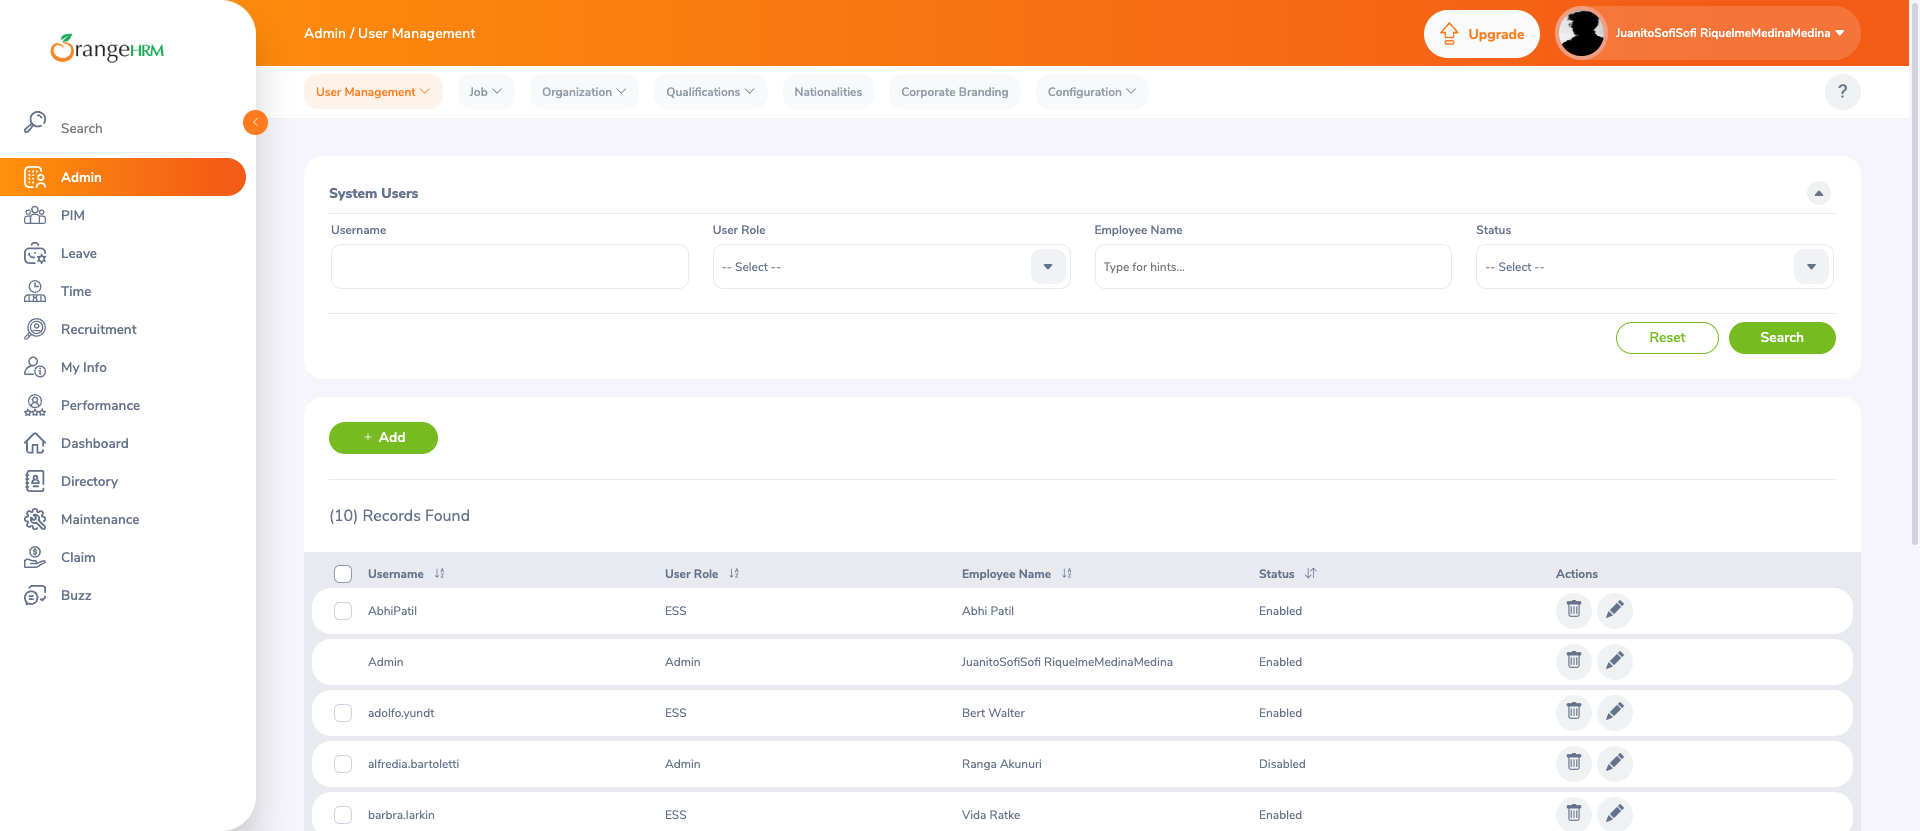 OrangeHRM
Admin / User Management
Upgrade
JuanitoSofiSofi RiquelmeMedinaMedina
User Management
Job
Organization
Qualifications
Nationalities
Corporate Branding
Configuration
?
Search
Admin
PIM
Leave
Time
Recruitment
My Info
Performance
Dashboard
Directory
Maintenance
Claim
Buzz
System Users
Username User Role Employee Name Status
-- Select -- Type for hints... -- Select --
Reset Search
+ Add
(10) Records Found
Username User Role Employee Name Status Actions
AbhiPatil ESS Abhi Patil Enabled
Admin Admin JuanitoSofiSofi RiquelmeMedinaMedina Enabled
adolfo.yundt ESS Bert Walter Enabled
alfredia.bartoletti Admin Ranga Akunuri Disabled
barbra.larkin ESS Vida Ratke Enabled